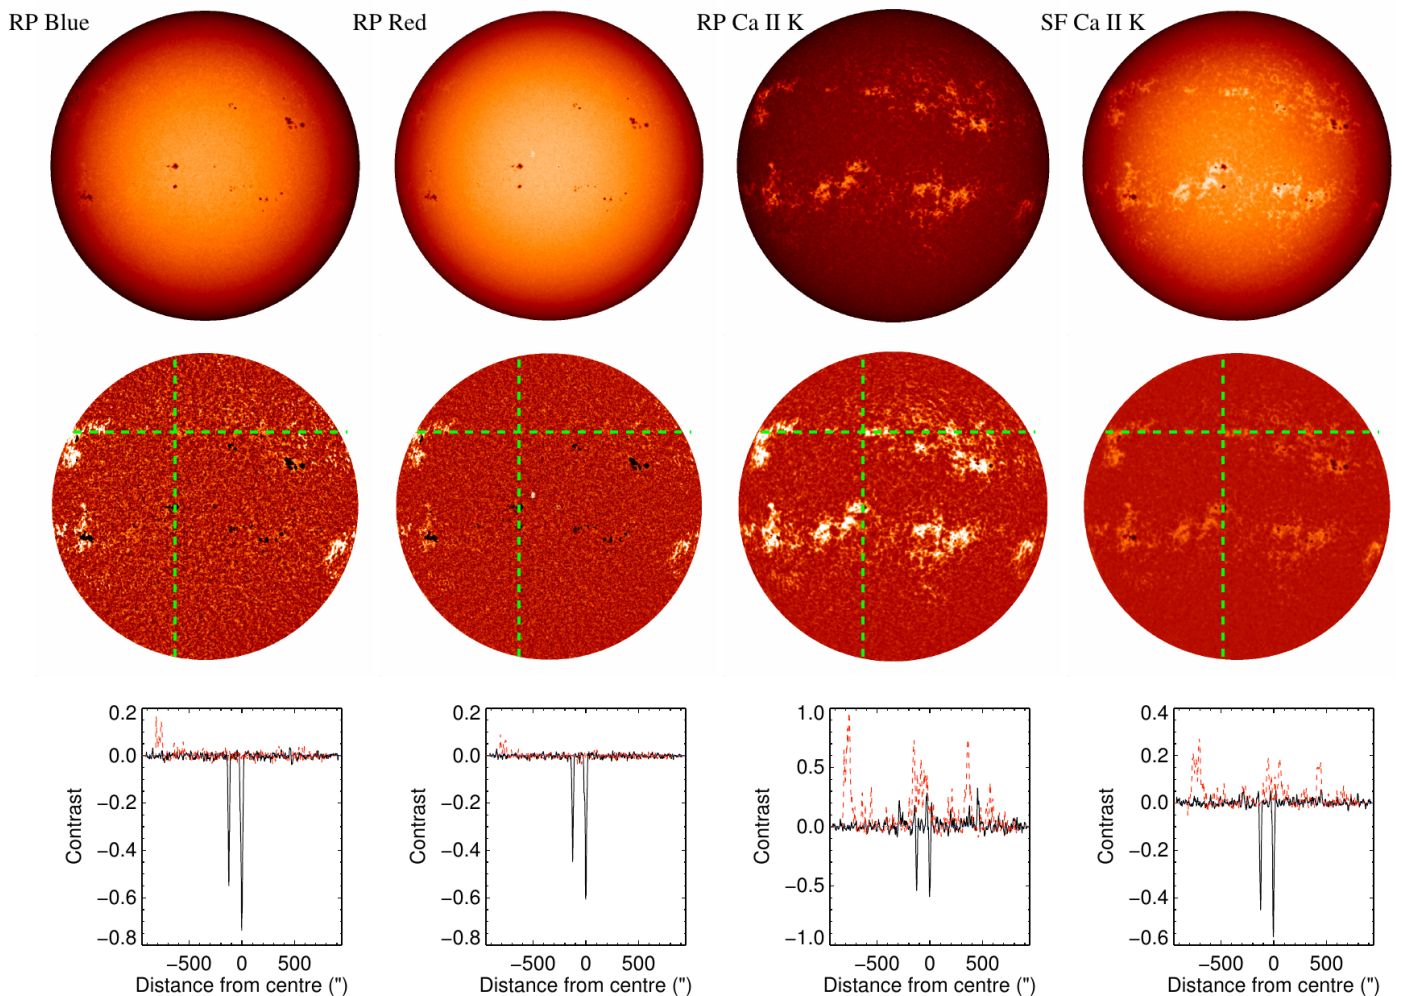 RP Blue RP Red RP Ca II K SF Ca II K
0.2 0.2 1.0 0.4
0.0 0.0 0.5 0.2
−0.2 −0.2 0.0 0.0
−0.4 −0.4 −0.5 −0.2
−0.6 −0.6 −1.0 −0.4
−0.8 −0.8 −0.6
Contrast Contrast Contrast Contrast
−500 0 500 −500 0 500 −500 0 500 −500 0 500
Distance from centre (") Distance from centre (") Distance from centre (") Distance from centre (")